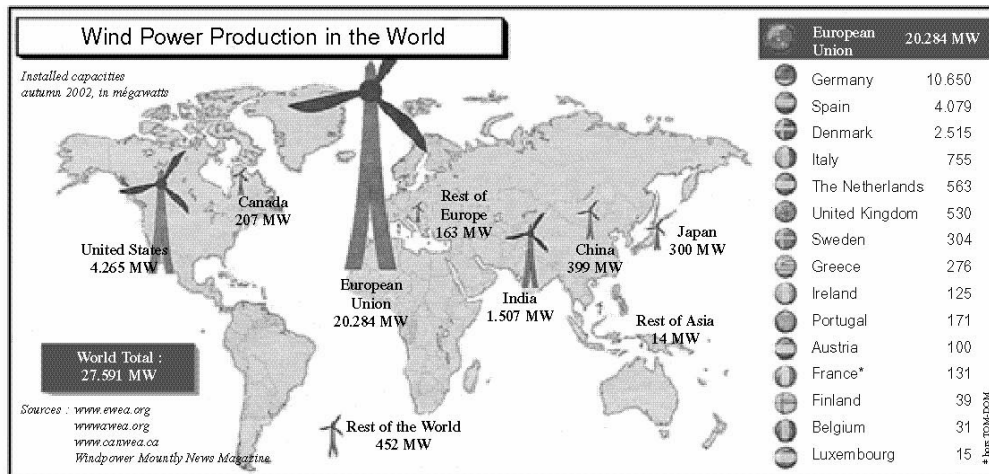 Wind Power Production in the World
Installed capacities
autumn 2002, in mégawatts
Canada
207 MW
United States
4.265 MW
Rest of
Europe
163 MW
European
Union
20.284 MW
India
1.507 MW
China
399 MW
Japan
300 MW
Rest of Asia
14 MW
World Total :
27.591 MW
Rest of the World
452 MW
Sources : www.ewea.org
wwwawea.org
www.canwea.ca
Windpower Mountly News Magazine
European 20.284 MW
Union
Germany 10.650
Spain 4.079
Denmark 2.515
Italy 755
The Netherlands 563
United Kingdom 530
Sweden 304
Greece 276
Ireland 125
Portugal 171
Austria 100
France* 131
Finland 39
Belgium 31
Luxembourg 15
* hors TOM-DOM